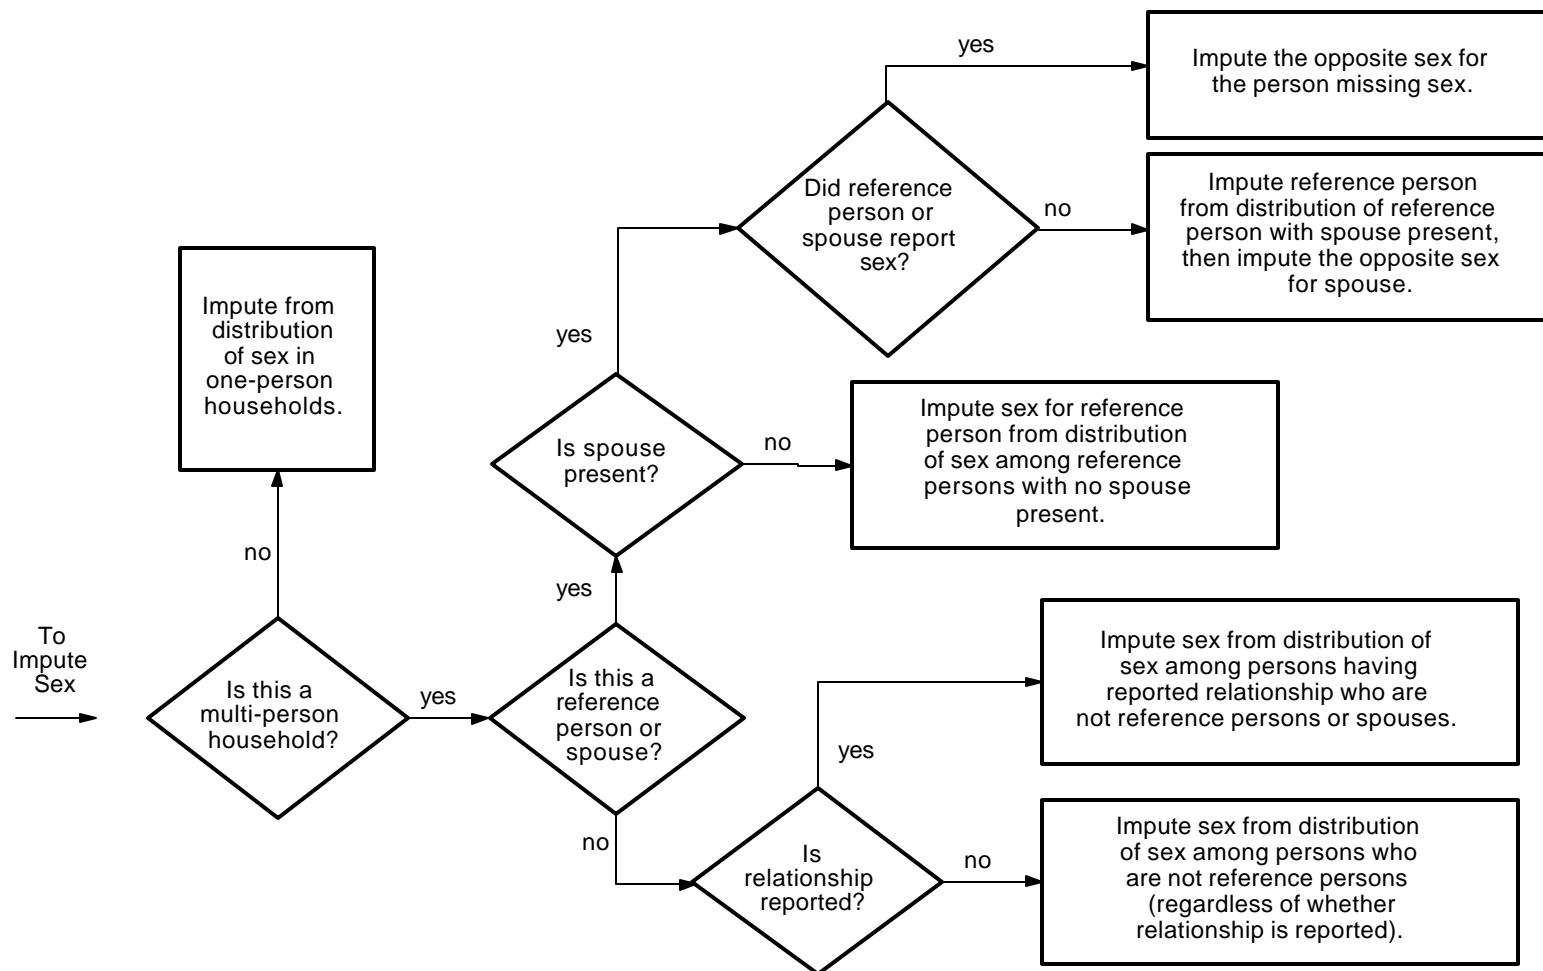 yes
Impute the opposite sex for
the person missing sex.
Did reference
person or
spouse report
sex?
no
Impute reference person
from distribution of reference
person with spouse present,
then impute the opposite sex
for spouse.
Impute from
distribution
of sex in
one-person
households.
yes
Is spouse
present?
no
Impute sex for reference
person from distribution
of sex among reference
persons with no spouse
present.
no
yes
To
Impute
Sex
Is this a
multi-person
household?
yes
Is this a
reference
person or
spouse?
Impute sex from distribution of
sex among persons having
reported relationship who are
not reference persons or spouses.
yes
no
Is
relationship
reported?
no
Impute sex from distribution
of sex among persons who
are not reference persons
(regardless of whether
relationship is reported).